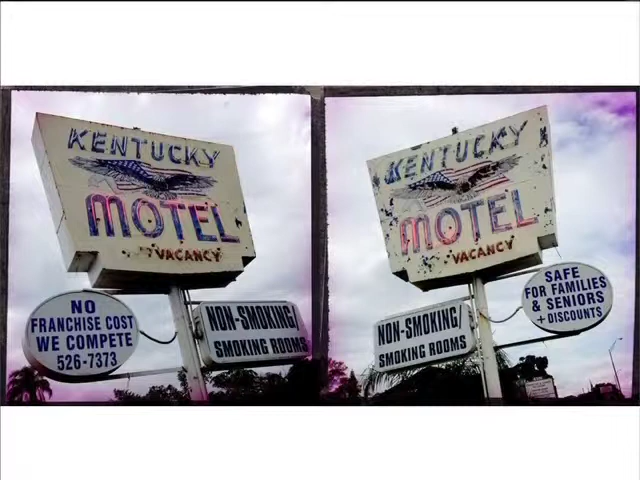 KENTUCKY
MOTEL
VACANCY
NO
FRANCHISE COST
WE COMPETE
526-7373
NON-SMOKING/
SMOKING ROOMS
KENTUCKY
MOTEL
VACANCY
NON-SMOKING/
SMOKING ROOMS
SAFE
FOR FAMILIES
& SENIORS
+ DISCOUNTS